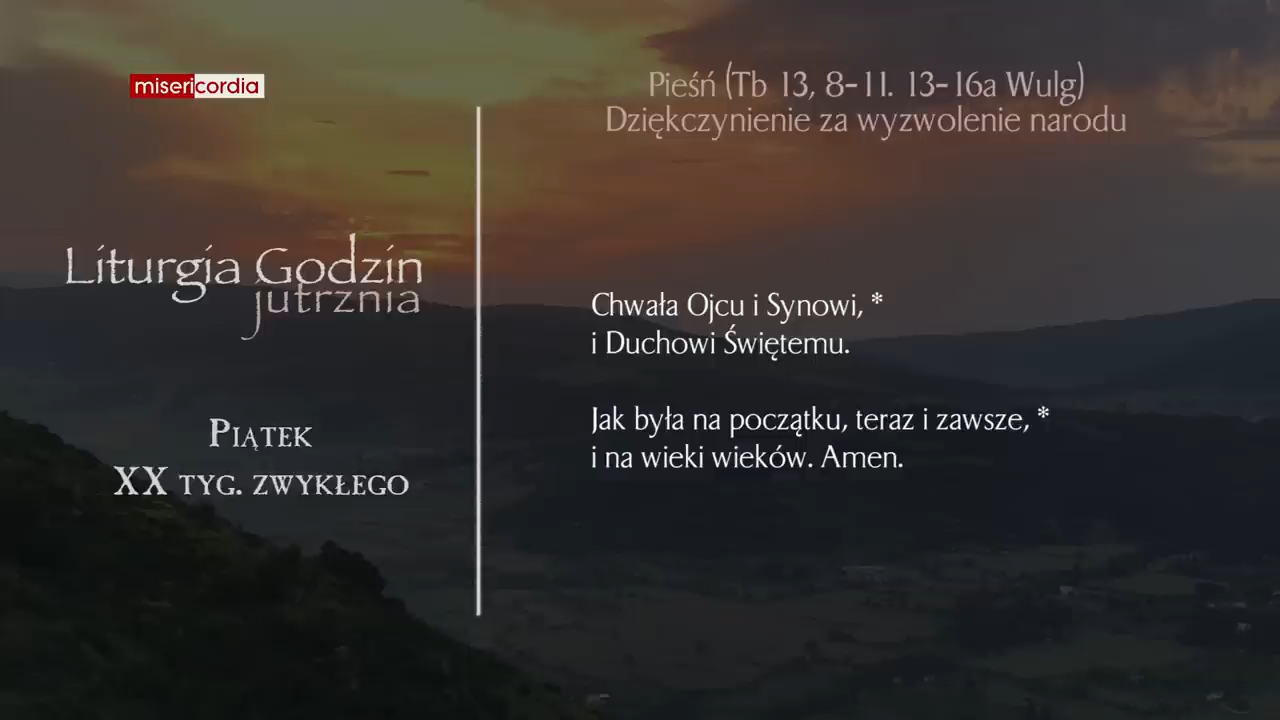 misericordia
Pieśń (Tb 13, 8-11. 13-16a Wulg)
Dziękczynienie za wyzwolenie narodu
Liturgia Godzin
jutrznia
Piątek
XX tyg. zwykłego
Chwała Ojcu i Synowi, *
i Duchowi Świętemu.
Jak była na początku, teraz i zawsze, *
i na wieki wieków. Amen.